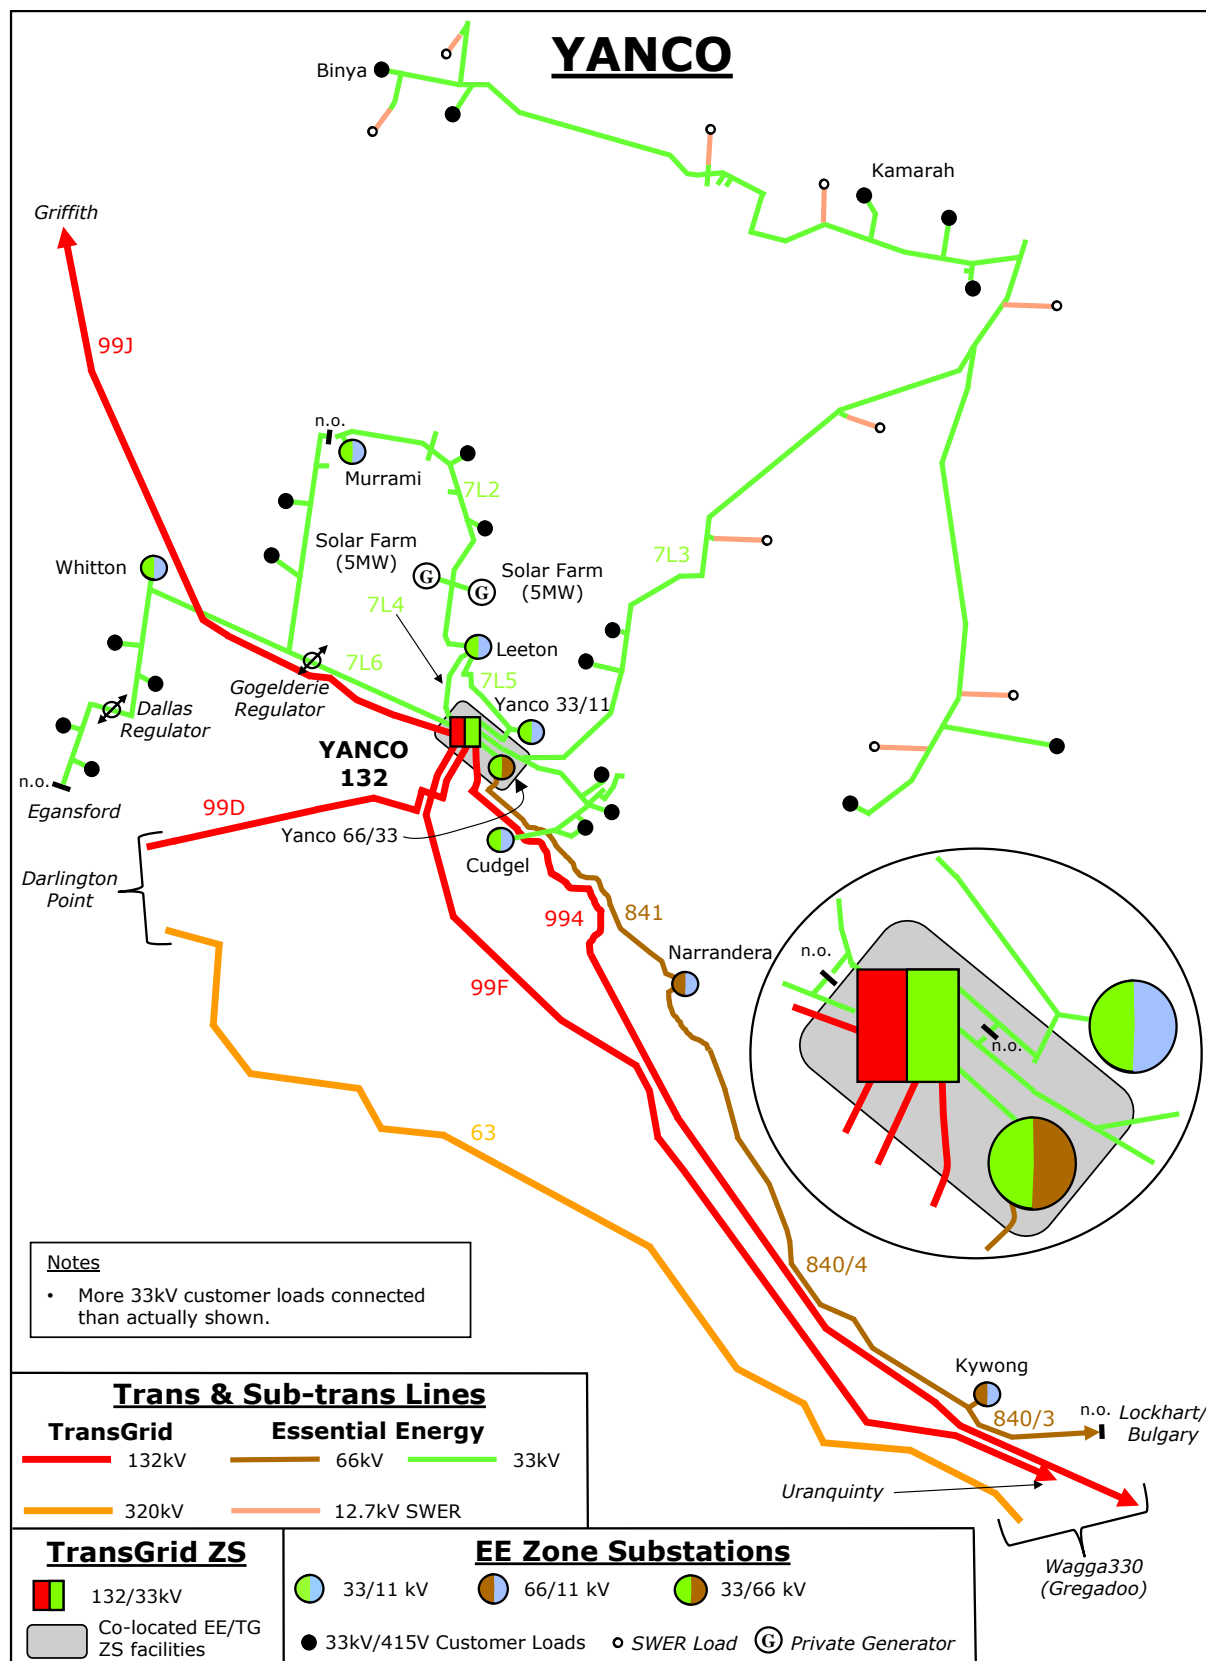 YANCO
Binya
Kamarah
Griffith
99J
n.o.
Murrami
7L2
Solar Farm
(5MW)
Solar Farm
(5MW)
7L3
Whitton
7L4
Leeton
7L6
7L5
Gogelderie
Regulator
Yanco 33/11
Dallas
Regulator
YANCO
132
n.o.
Egansford
99D
Yanco 66/33
Cudgel
Darlington
Point
994
841
Narrandera
99F
n.o.
n.o.
63
840/4
Notes
• More 33kV customer loads connected
than actually shown.
Kywong
840/3
n.o.
Lockhart/
Bulgary
Uranquinty
Wagga330
(Gregadoo)
Trans & Sub-trans Lines
TransGrid
Essential Energy
132kV
66kV
33kV
320kV
12.7kV SWER
TransGrid ZS
132/33kV
Co-located EE/TG
ZS facilities
EE Zone Substations
33/11 kV
66/11 kV
33/66 kV
33kV/415V Customer Loads
SWER Load
G
Private Generator
G
G